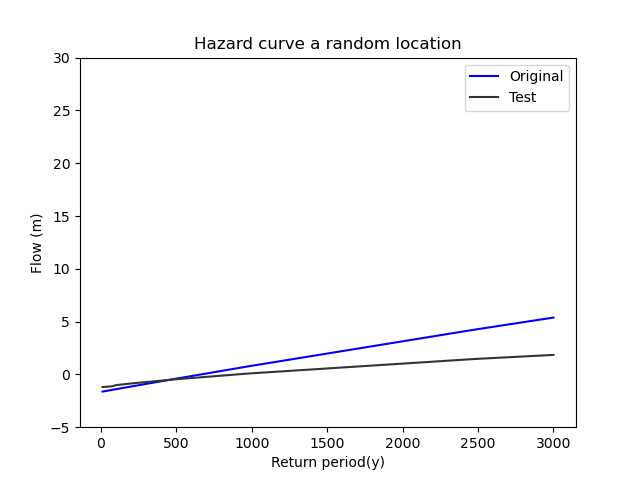 Hazard curve a random location
Original
Test
30
25
20
15
10
5
0
−5
Flow (m)
0 500 1000 1500 2000 2500 3000
Return period(y)